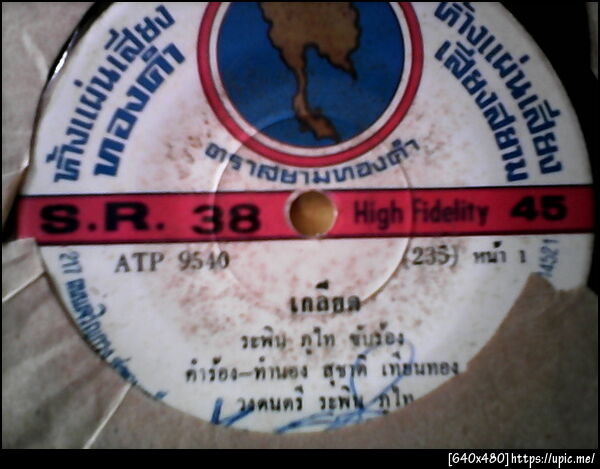 ห้างแผ่นเสียง
ทองคำ
ห้างแผ่นเสียง
เสียงสยาม
ตราสยามทองคำ
S.R. 38
High Fidelity 45
ATP 9540
(235) หน้า 1
เกลียด
ระพิน ภูไท ขับร้อง
คำร้อง-ทำนอง สุชาติ เทียนทอง
วงดนตรี ระพิน ภูไท
217
[640x480]https://upic.me/